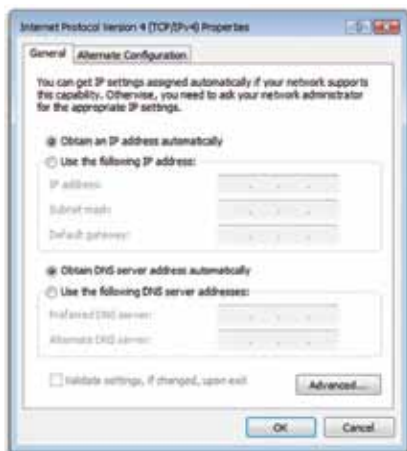 Internet Protocol Version 4 (TCP/IPv4) Properties
General
Alternate Configuration
You can get IP settings assigned automatically if your network supports
this capability. Otherwise, you need to ask your network administrator
for the appropriate IP settings.
Obtain an IP address automatically
Use the following IP address:
IP address:
Subnet mask:
Default gateway:
Obtain DNS server address automatically
Use the following DNS server addresses:
Preferred DNS server:
Alternate DNS server:
Validate settings, if changed, upon exit
Advanced...
OK
Cancel